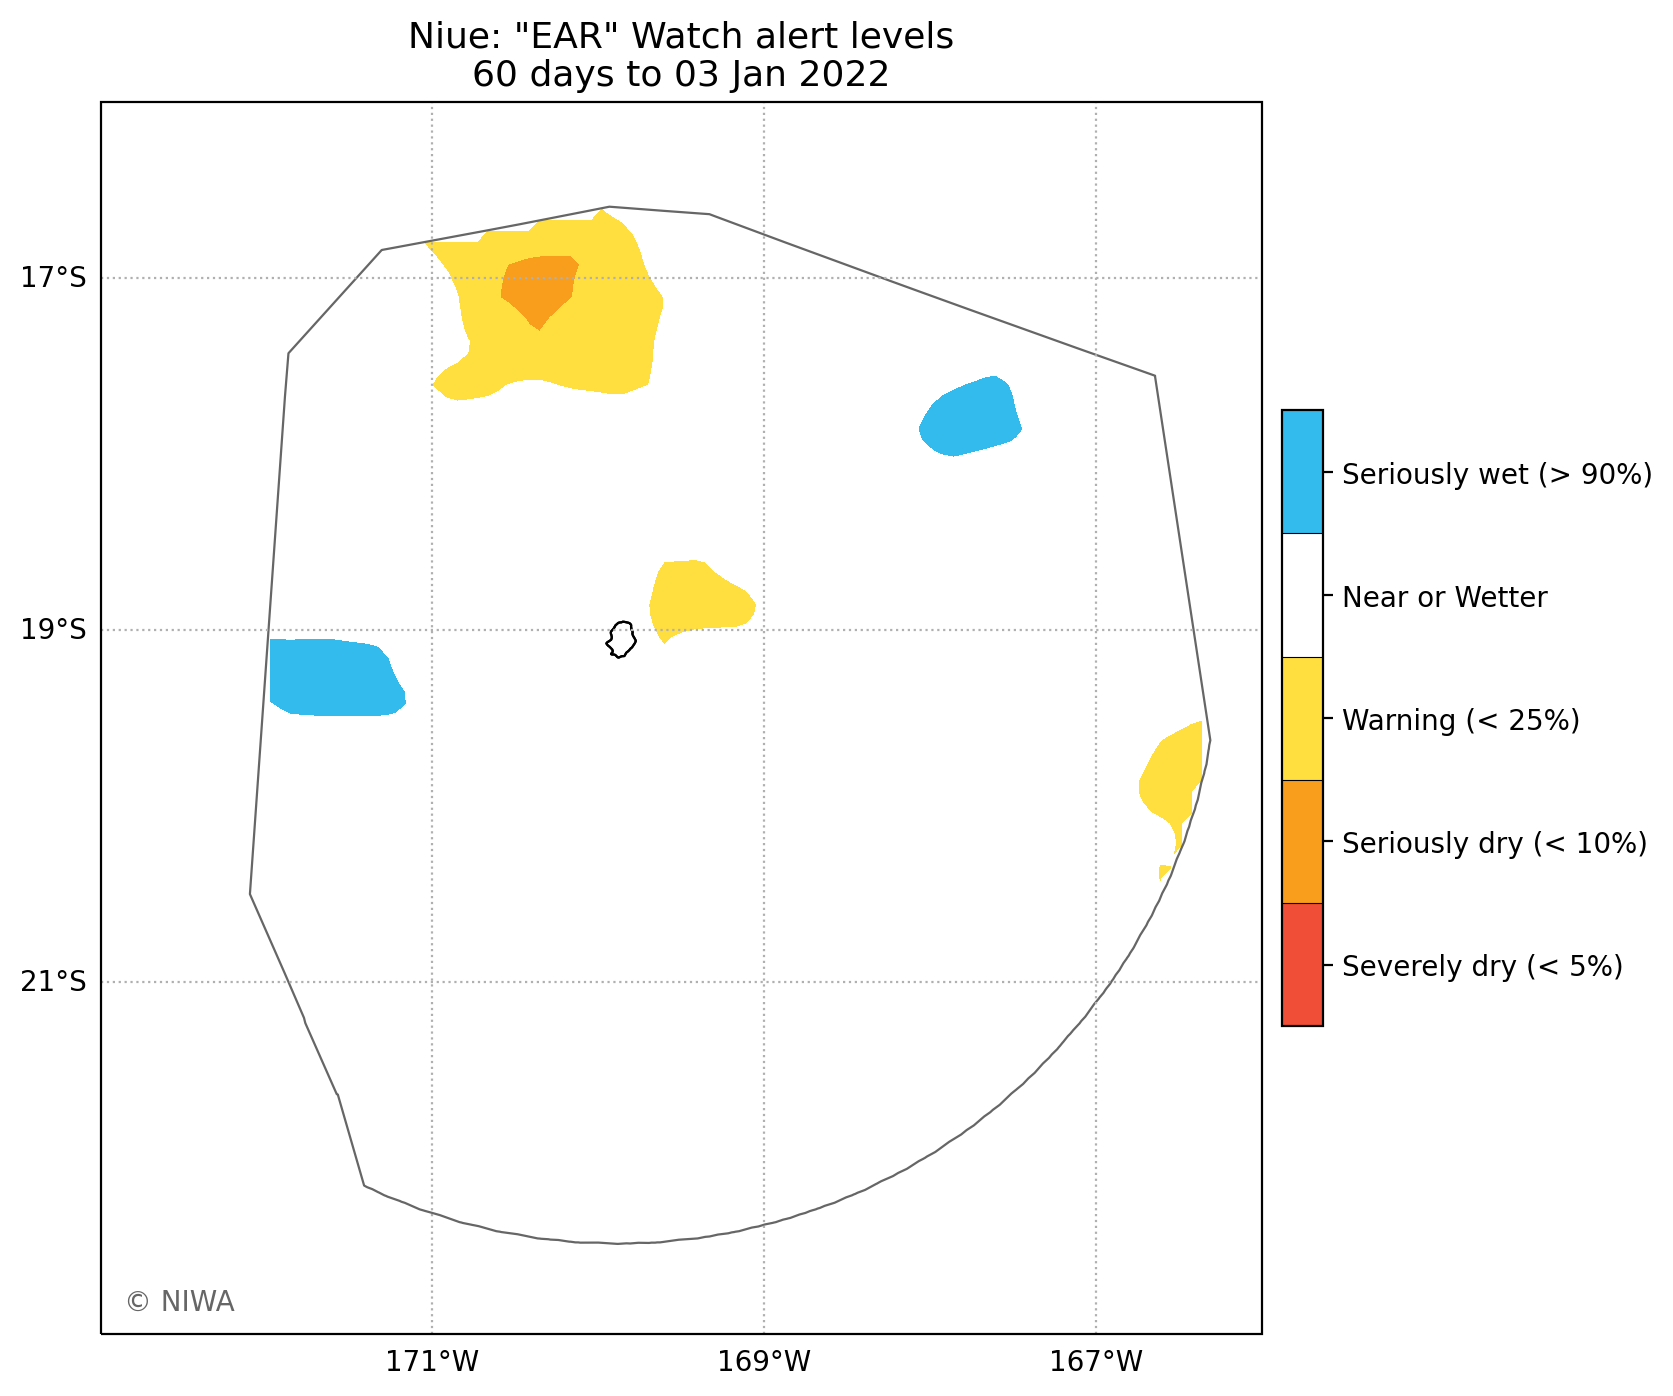 Niue: "EAR" Watch alert levels
60 days to 03 Jan 2022
17°S
19°S
21°S
171°W
169°W
167°W
Seriously wet (> 90%)
Near or Wetter
Warning (< 25%)
Seriously dry (< 10%)
Severely dry (< 5%)
© NIWA